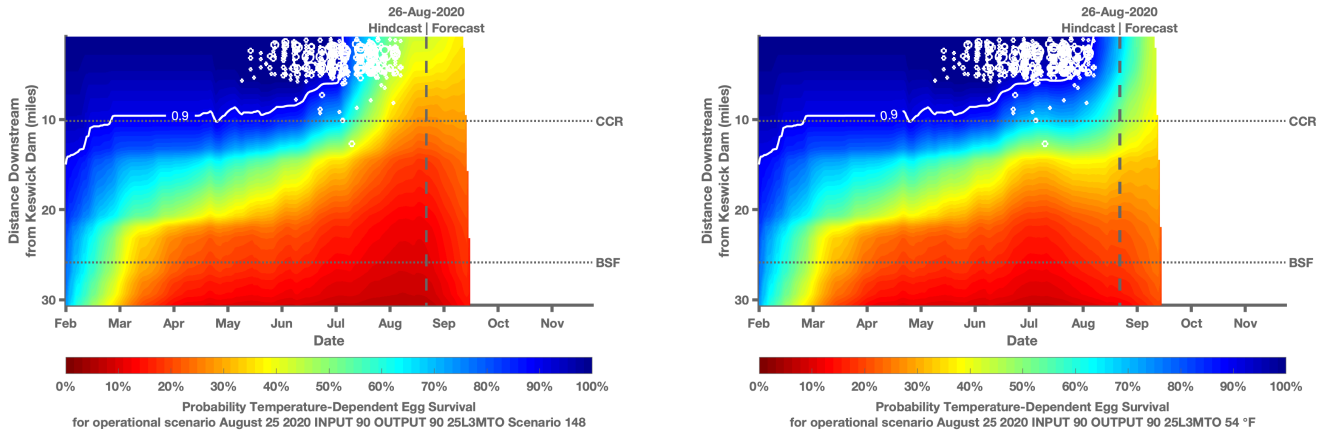 26-Aug-2020
Hindcast | Forecast
Distance Downstream
from Keswick Dam (miles)
10
20
30
0.9
CCR
BSF
Feb Mar Apr May Jun Jul Aug Sep Oct Nov
Date
0% 10% 20% 30% 40% 50% 60% 70% 80% 90% 100%
Probability Temperature-Dependent Egg Survival
for operational scenario August 25 2020 INPUT 90 OUTPUT 90 25L3MTO Scenario 148
26-Aug-2020
Hindcast | Forecast
Distance Downstream
from Keswick Dam (miles)
10
20
30
0.9
CCR
BSF
Feb Mar Apr May Jun Jul Aug Sep Oct Nov
Date
0% 10% 20% 30% 40% 50% 60% 70% 80% 90% 100%
Probability Temperature-Dependent Egg Survival
for operational scenario August 25 2020 INPUT 90 OUTPUT 90 25L3MTO 54 °F